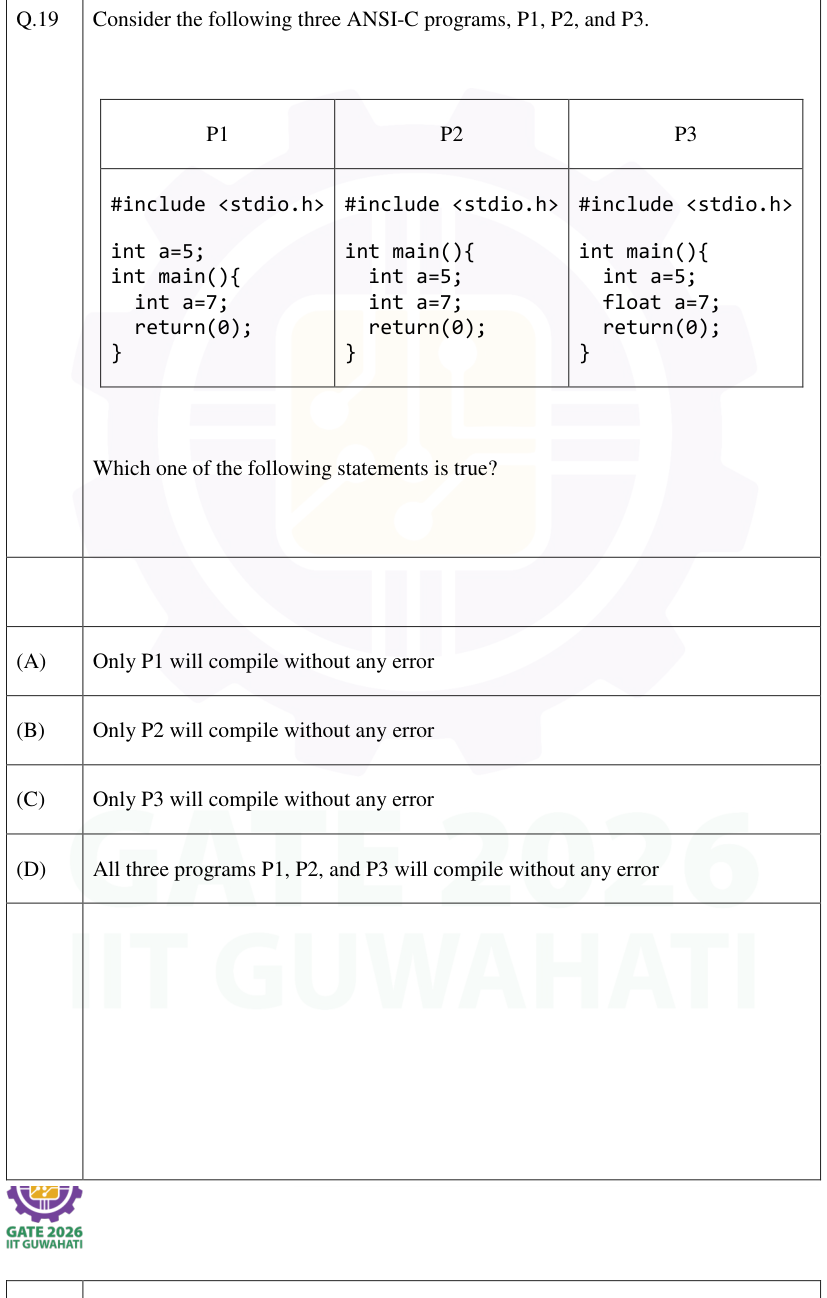 Q.19 Consider the following three ANSI-C programs, P1, P2, and P3.
P1 P2 P3
#include <stdio.h> #include <stdio.h> #include <stdio.h>
int a=5; int main(){ int main(){
int main(){ int a=5; int a=5;
int a=7; int a=7; float a=7;
return(0); return(0); return(0);
} } }
Which one of the following statements is true?
(A) Only P1 will compile without any error
(B) Only P2 will compile without any error
(C) Only P3 will compile without any error
(D) All three programs P1, P2, and P3 will compile without any error
GATE 2026
IIT GUWAHATI
GATE 2026
IIT GUWAHATI